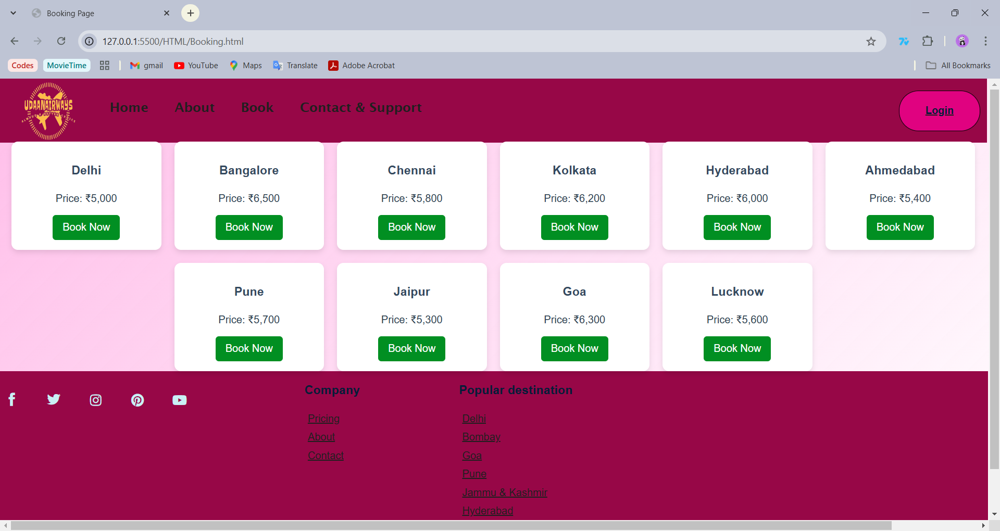 Booking Page
127.0.0.1:5500/HTML/Booking.html
Codes MovieTime gmail YouTube Maps Translate Adobe Acrobat All Bookmarks
UDAANAIRWAYS
Home About Book Contact & Support Login
Delhi Bangalore Chennai Kolkata Hyderabad Ahmedabad
Price: ₹5,000 Price: ₹6,500 Price: ₹5,800 Price: ₹6,200 Price: ₹6,000 Price: ₹5,400
Book Now Book Now Book Now Book Now Book Now Book Now
Pune Jaipur Goa Lucknow
Price: ₹5,700 Price: ₹5,300 Price: ₹6,300 Price: ₹5,600
Book Now Book Now Book Now Book Now
Company
Pricing
About
Contact
Popular destination
Delhi
Bombay
Goa
Pune
Jammu & Kashmir
Hyderabad